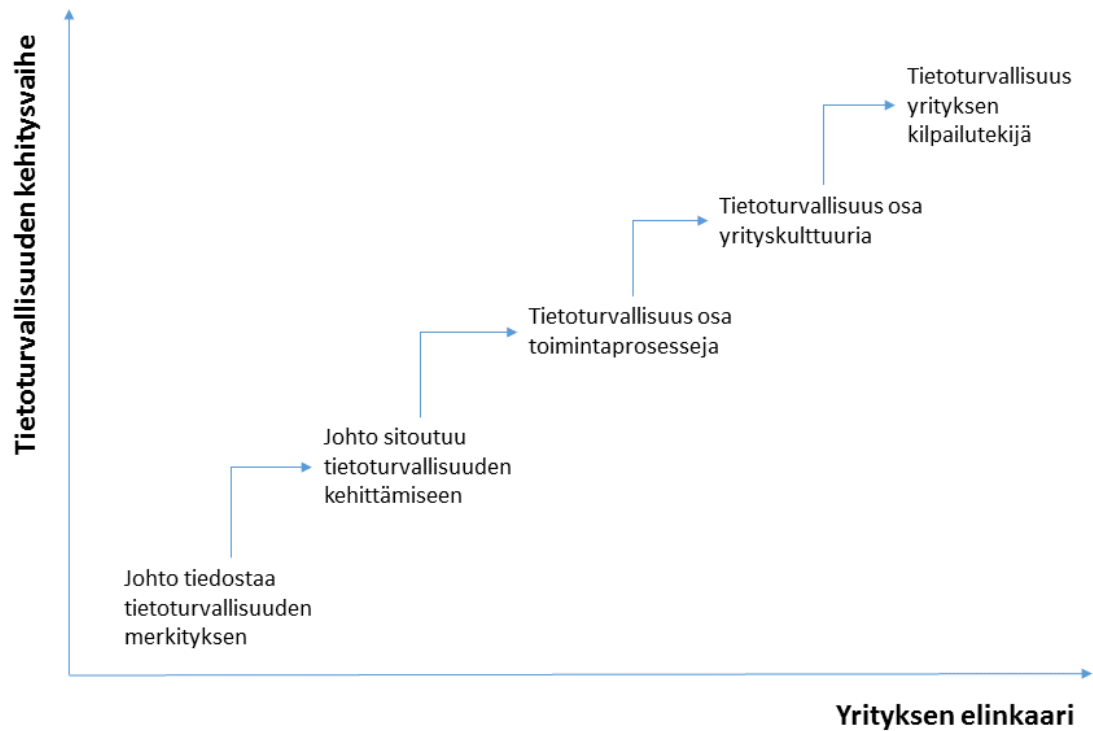 Tietoturvallisuuden kehitysvaihe
Tietoturvallisuus
yrityksen
kilpailutekijä
Tietoturvallisuus osa
yrityskulttuuria
Tietoturvallisuus osa
toimintaprosesseja
Johto sitoutuu
tietoturvallisuuden
kehittämiseen
Johto tiedostaa
tietoturvallisuuden
merkityksen
Yrityksen elinkaari